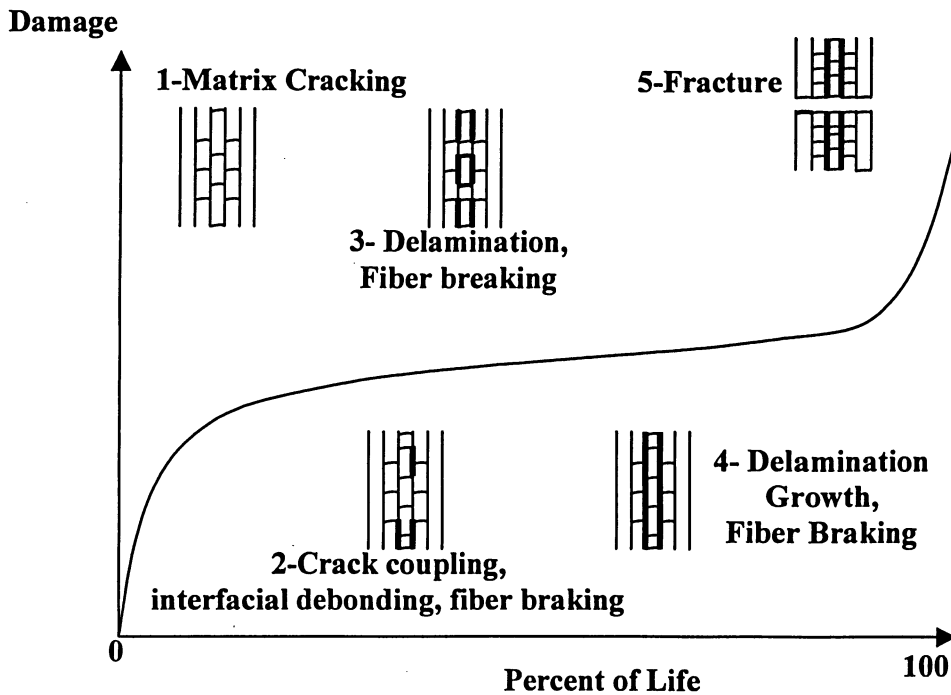 Damage
1-Matrix Cracking
5-Fracture
3- Delamination,
Fiber breaking
4- Delamination
Growth,
Fiber Braking
2-Crack coupling,
interfacial debonding, fiber braking
0
100
Percent of Life